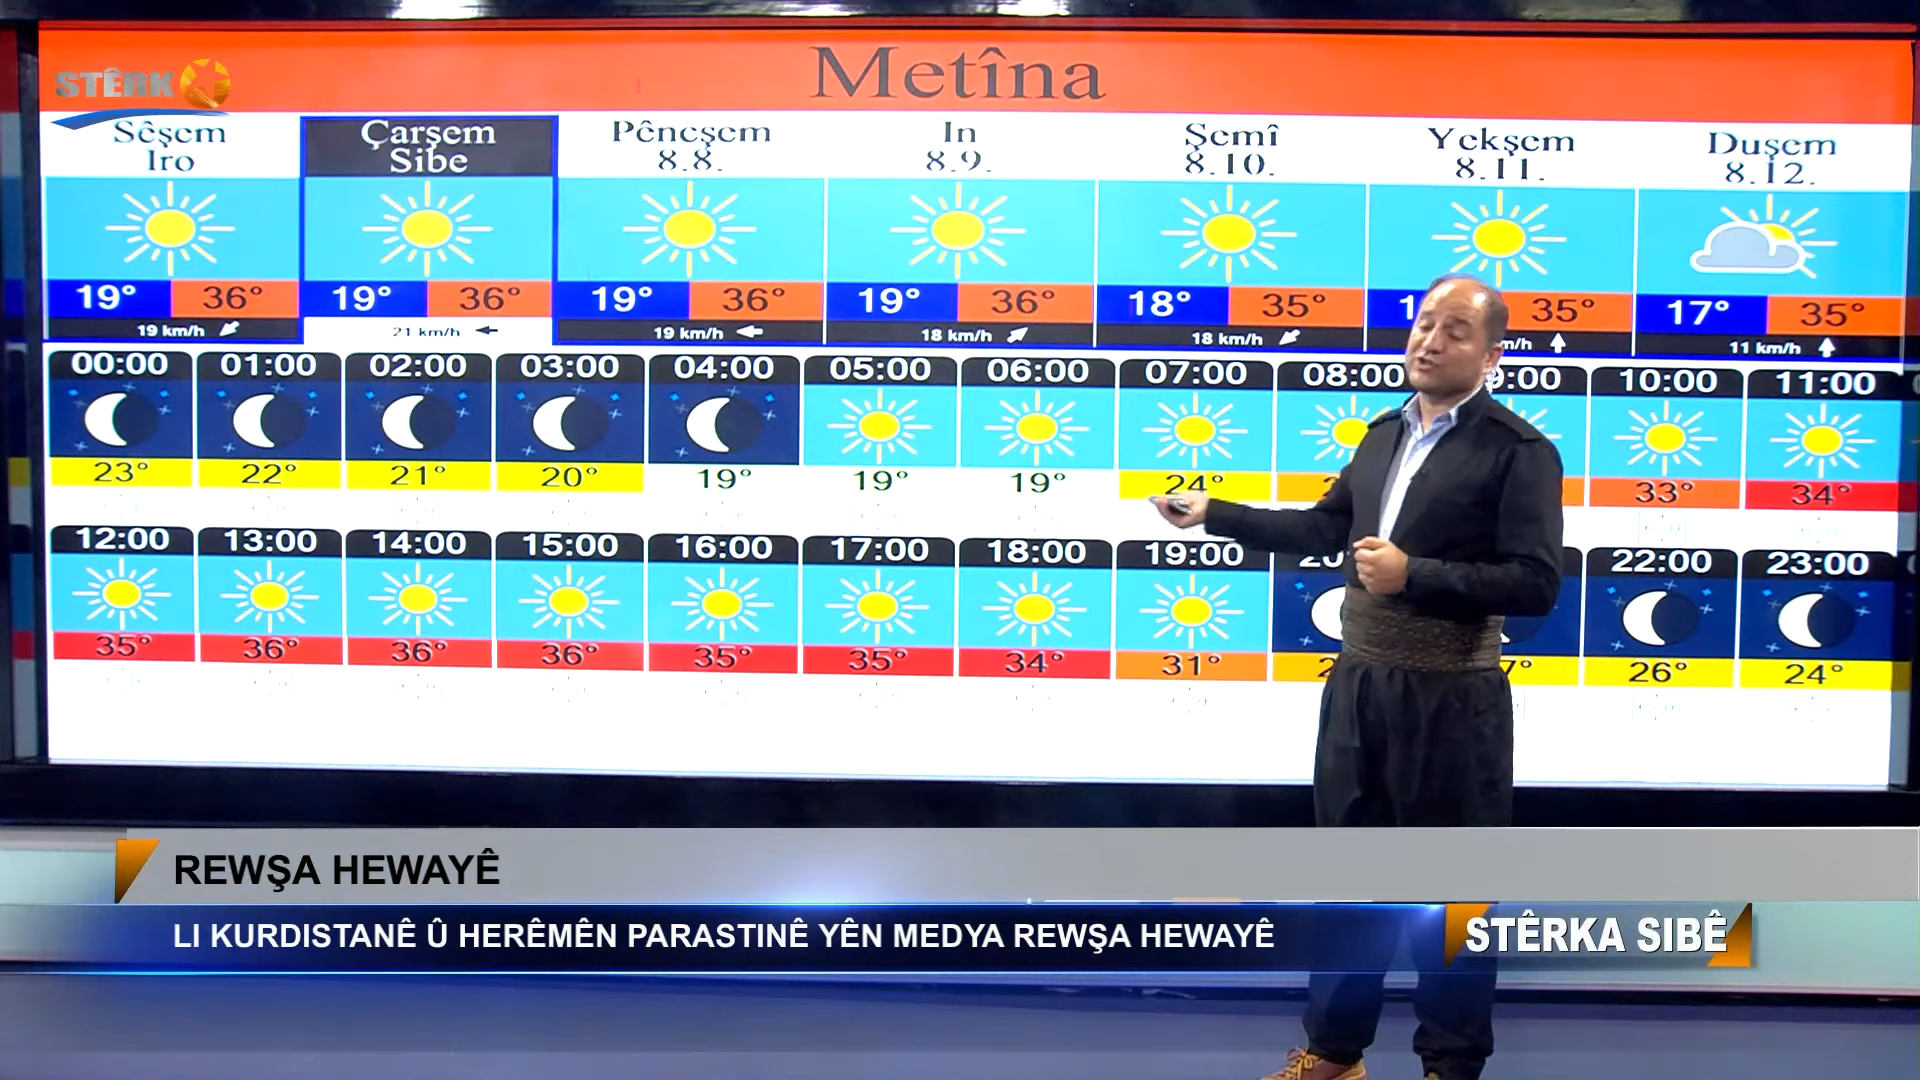 STÊRK
Metîna
Sêşem Çarşem Pêncşem În Şemî Yekşem Duşem
Iro Sibe 8.8. 8.9. 8.10. 8.11. 8.12.
19° 36° 19° 36° 19° 36° 19° 36° 18° 35° 35° 17° 35°
19 km/h 21 km/h 19 km/h 18 km/h 18 km/h 11 km/h
00:00 01:00 02:00 03:00 04:00 05:00 06:00 07:00 08:00 10:00 11:00
23° 22° 21° 20° 19° 19° 19° 24° 33° 34°
12:00 13:00 14:00 15:00 16:00 17:00 18:00 19:00 22:00 23:00
35° 36° 36° 36° 35° 35° 34° 31° 26° 24°
REWŞA HEWAYÊ
LI KURDISTANÊ Û HERÊMÊN PARASTINÊ YÊN MEDYA REWŞA HEWAYÊ
STÊRKA SIBÊ